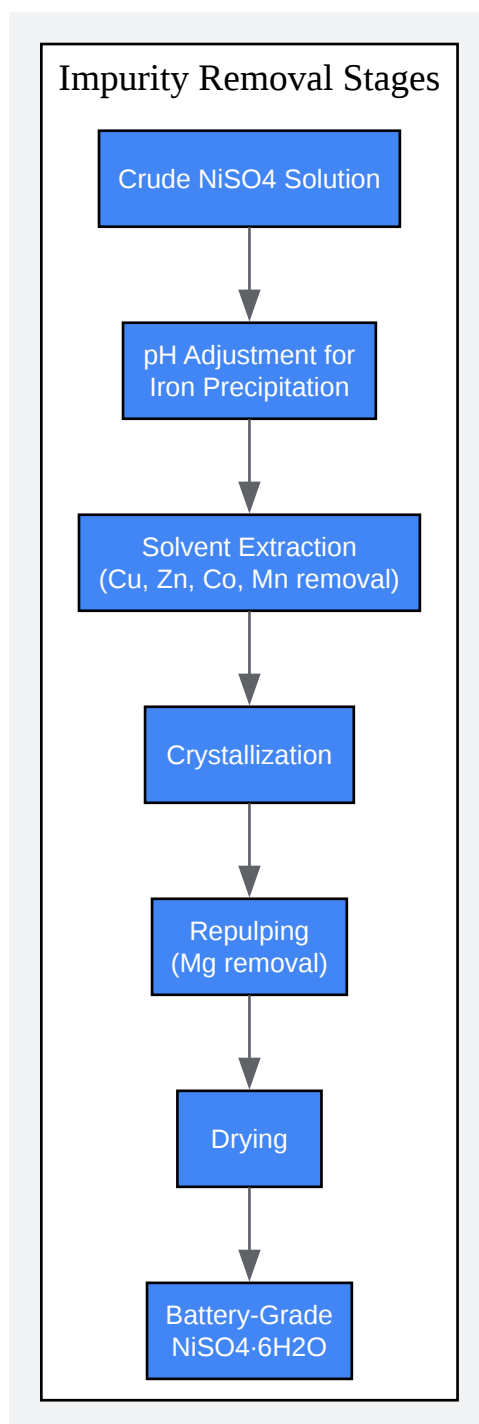 Impurity Removal Stages
Crude NiSO4 Solution
pH Adjustment for
Iron Precipitation
Solvent Extraction
(Cu, Zn, Co, Mn removal)
Crystallization
Repulping
(Mg removal)
Drying
Battery-Grade
NiSO4·6H2O